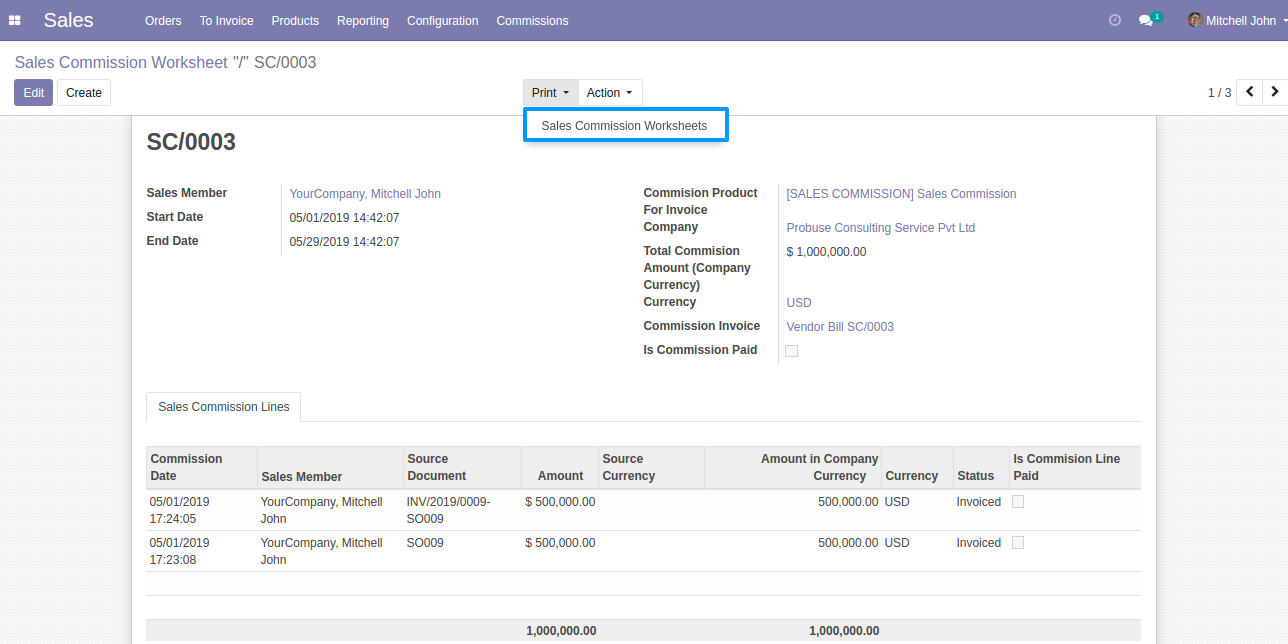 Sales Orders To Invoice Products Reporting Configuration Commissions 1 Mitchell John
Sales Commission Worksheet "/" SC/0003
Edit Create Print Action 1 / 3
Sales Commission Worksheets
SC/0003
Sales Member YourCompany, Mitchell John
Start Date 05/01/2019 14:42:07
End Date 05/29/2019 14:42:07
Commision Product [SALES COMMISSION] Sales Commission
For Invoice
Company Probuse Consulting Service Pvt Ltd
Total Commision $ 1,000,000.00
Amount (Company
Currency)
Currency USD
Commission Invoice Vendor Bill SC/0003
Is Commission Paid
Sales Commission Lines
Commission Source Source Amount in Company Is Commision Line
Date Sales Member Document Amount Currency Currency Currency Status Paid
05/01/2019 YourCompany, Mitchell INV/2019/0009- $ 500,000.00 500,000.00 USD Invoiced
17:24:05 John SO009
05/01/2019 YourCompany, Mitchell SO009 $ 500,000.00 500,000.00 USD Invoiced
17:23:08 John
1,000,000.00 1,000,000.00